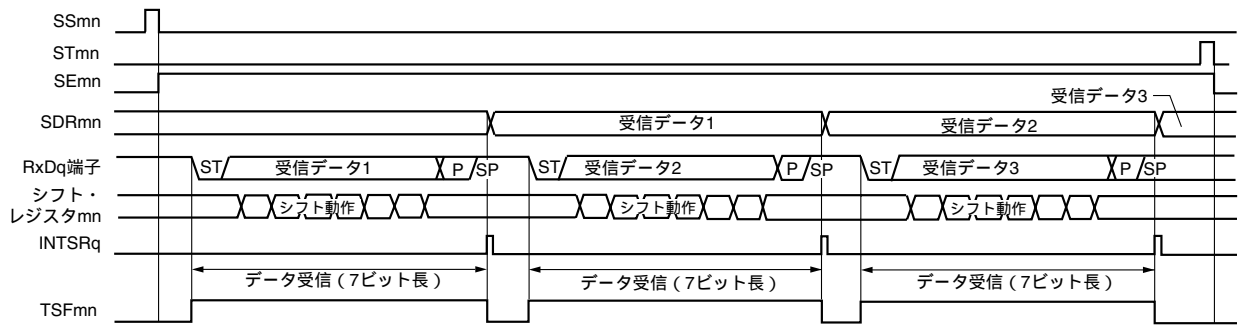 SSmn
STmn
SEmn
受信データ3
SDRmn 受信データ1 受信データ2
RxDq端子 ST 受信データ1 P SP ST 受信データ2 P SP ST 受信データ3 P SP
シフト・
レジスタmn シフト動作 シフト動作 シフト動作
INTSRq
データ受信(7ビット長) データ受信(7ビット長) データ受信(7ビット長)
TSFmn